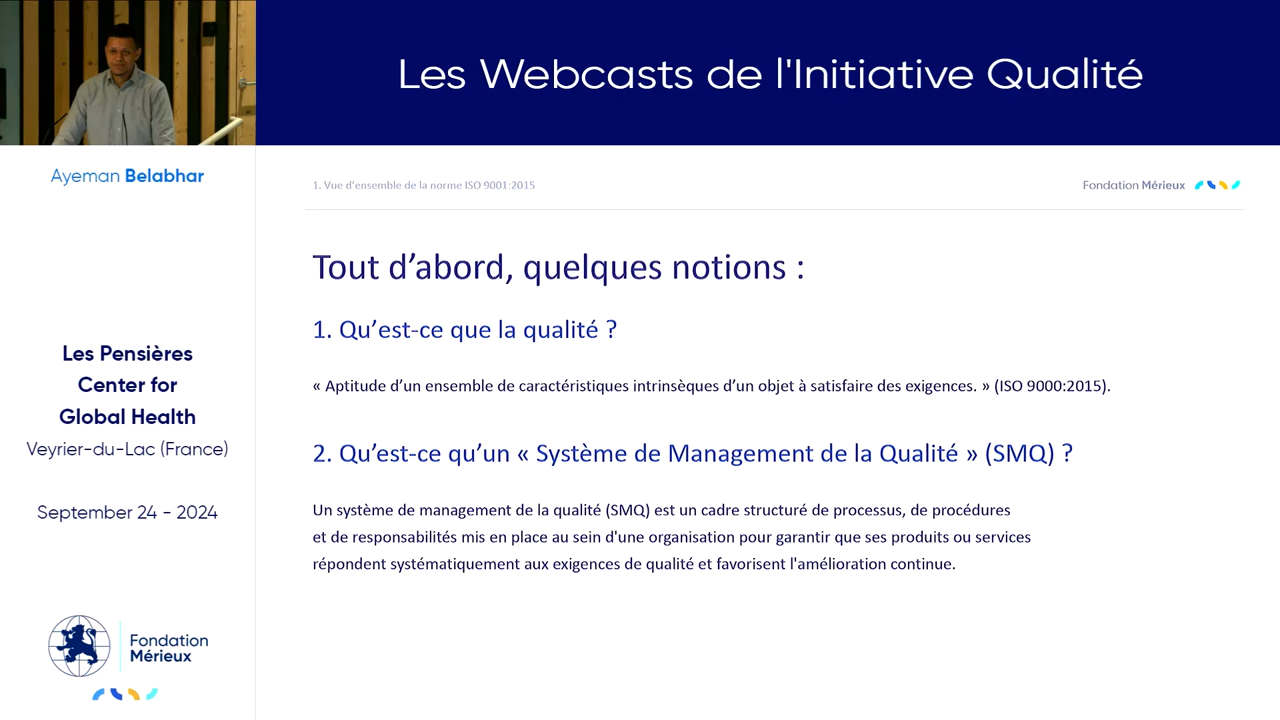 Les Webcasts de l'Initiative Qualité
Ayeman Belabhar
Les Pensières
Center for
Global Health
Veyrier-du-Lac (France)
September 24 - 2024
Fondation
Mérieux
1. Vue d'ensemble de la norme ISO 9001:2015
Fondation Mérieux
Tout d’abord, quelques notions :
1. Qu’est-ce que la qualité ?
« Aptitude d’un ensemble de caractéristiques intrinsèques d’un objet à satisfaire des exigences. » (ISO 9000:2015).
2. Qu’est-ce qu’un « Système de Management de la Qualité » (SMQ) ?
Un système de management de la qualité (SMQ) est un cadre structuré de processus, de procédures
et de responsabilités mis en place au sein d'une organisation pour garantir que ses produits ou services
répondent systématiquement aux exigences de qualité et favorisent l'amélioration continue.